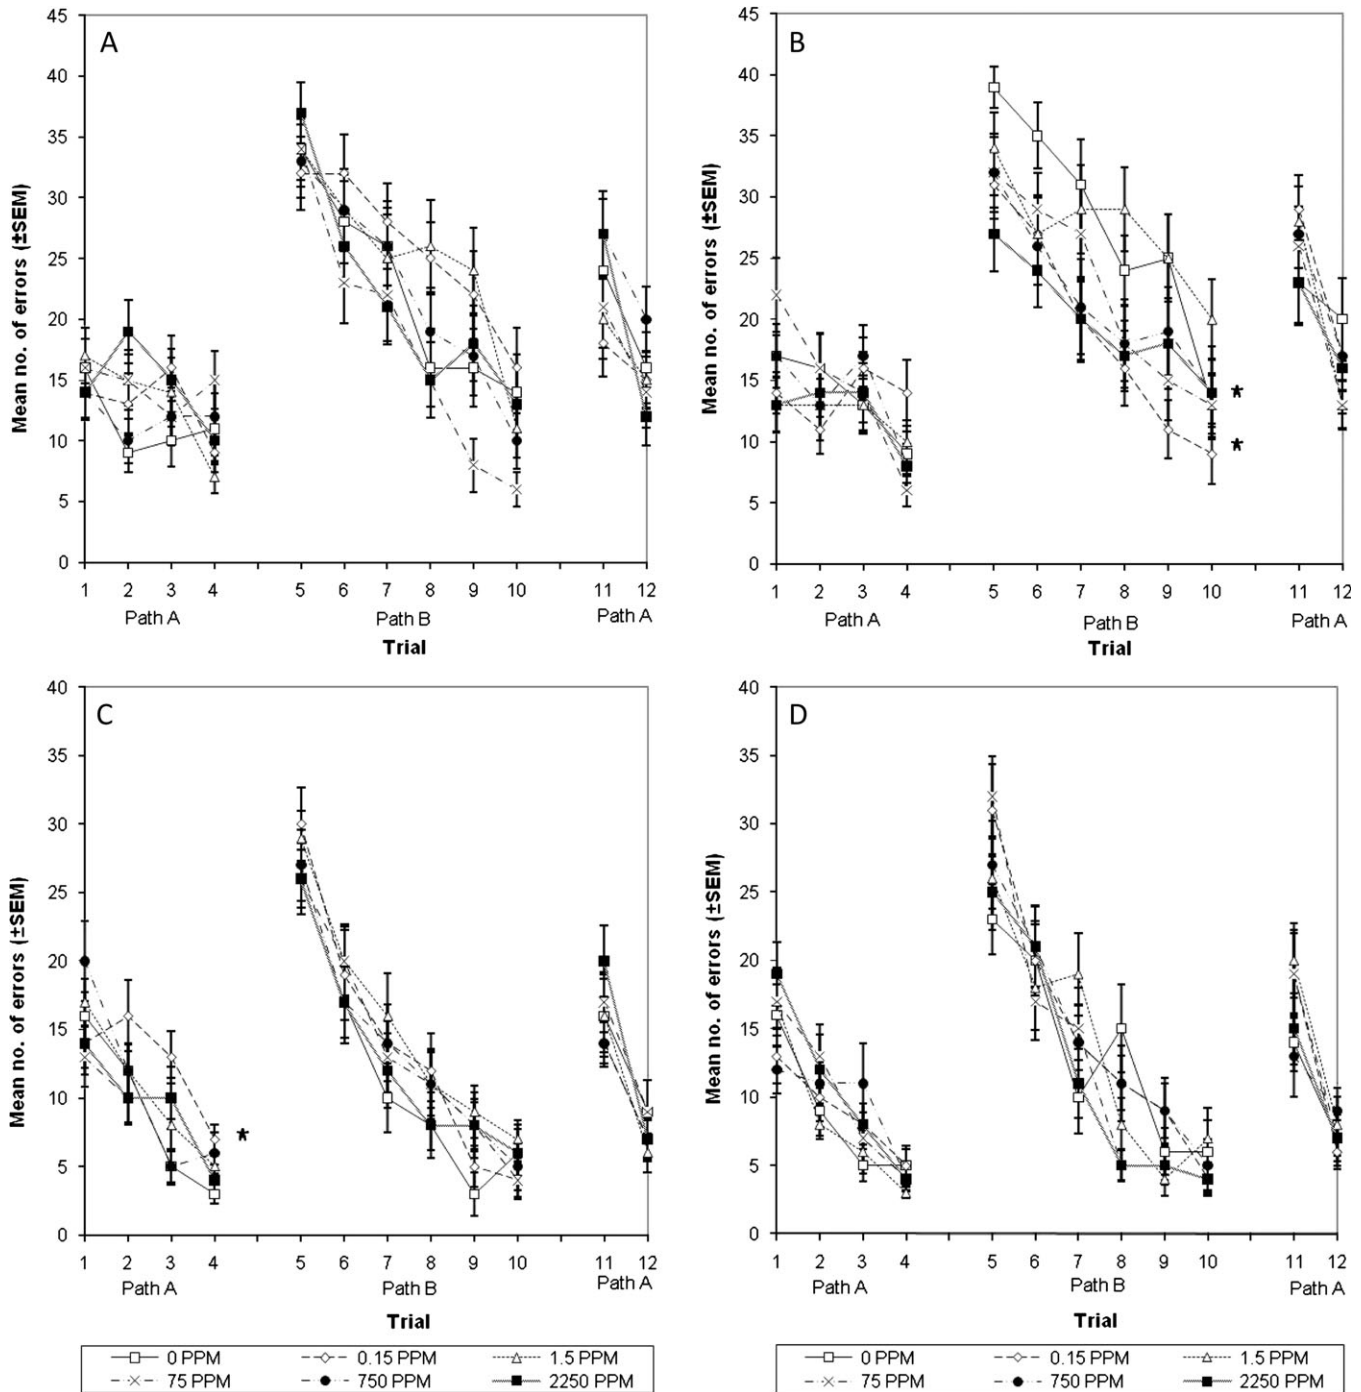 A
Mean no. of errors (±SEM)
45
40
35
30
25
20
15
10
5
0
1 2 3 4 5 6 7 8 9 10 11 12
Path A Path B Path A
Trial
B
Mean no. of errors (±SEM)
45
40
35
30
25
20
15
10
5
0
1 2 3 4 5 6 7 8 9 10 11 12
Path A Path B Path A
Trial
C
Mean no. of errors (±SEM)
40
35
30
25
20
15
10
5
0
1 2 3 4 5 6 7 8 9 10 11 12
Path A Path B Path A
Trial
0 PPM 0.15 PPM 1.5 PPM
75 PPM 750 PPM 2250 PPM
D
Mean no. of errors (±SEM)
40
35
30
25
20
15
10
5
0
1 2 3 4 5 6 7 8 9 10 11 12
Path A Path B Path A
Trial
0 PPM 0.15 PPM 1.5 PPM
75 PPM 750 PPM 2250 PPM